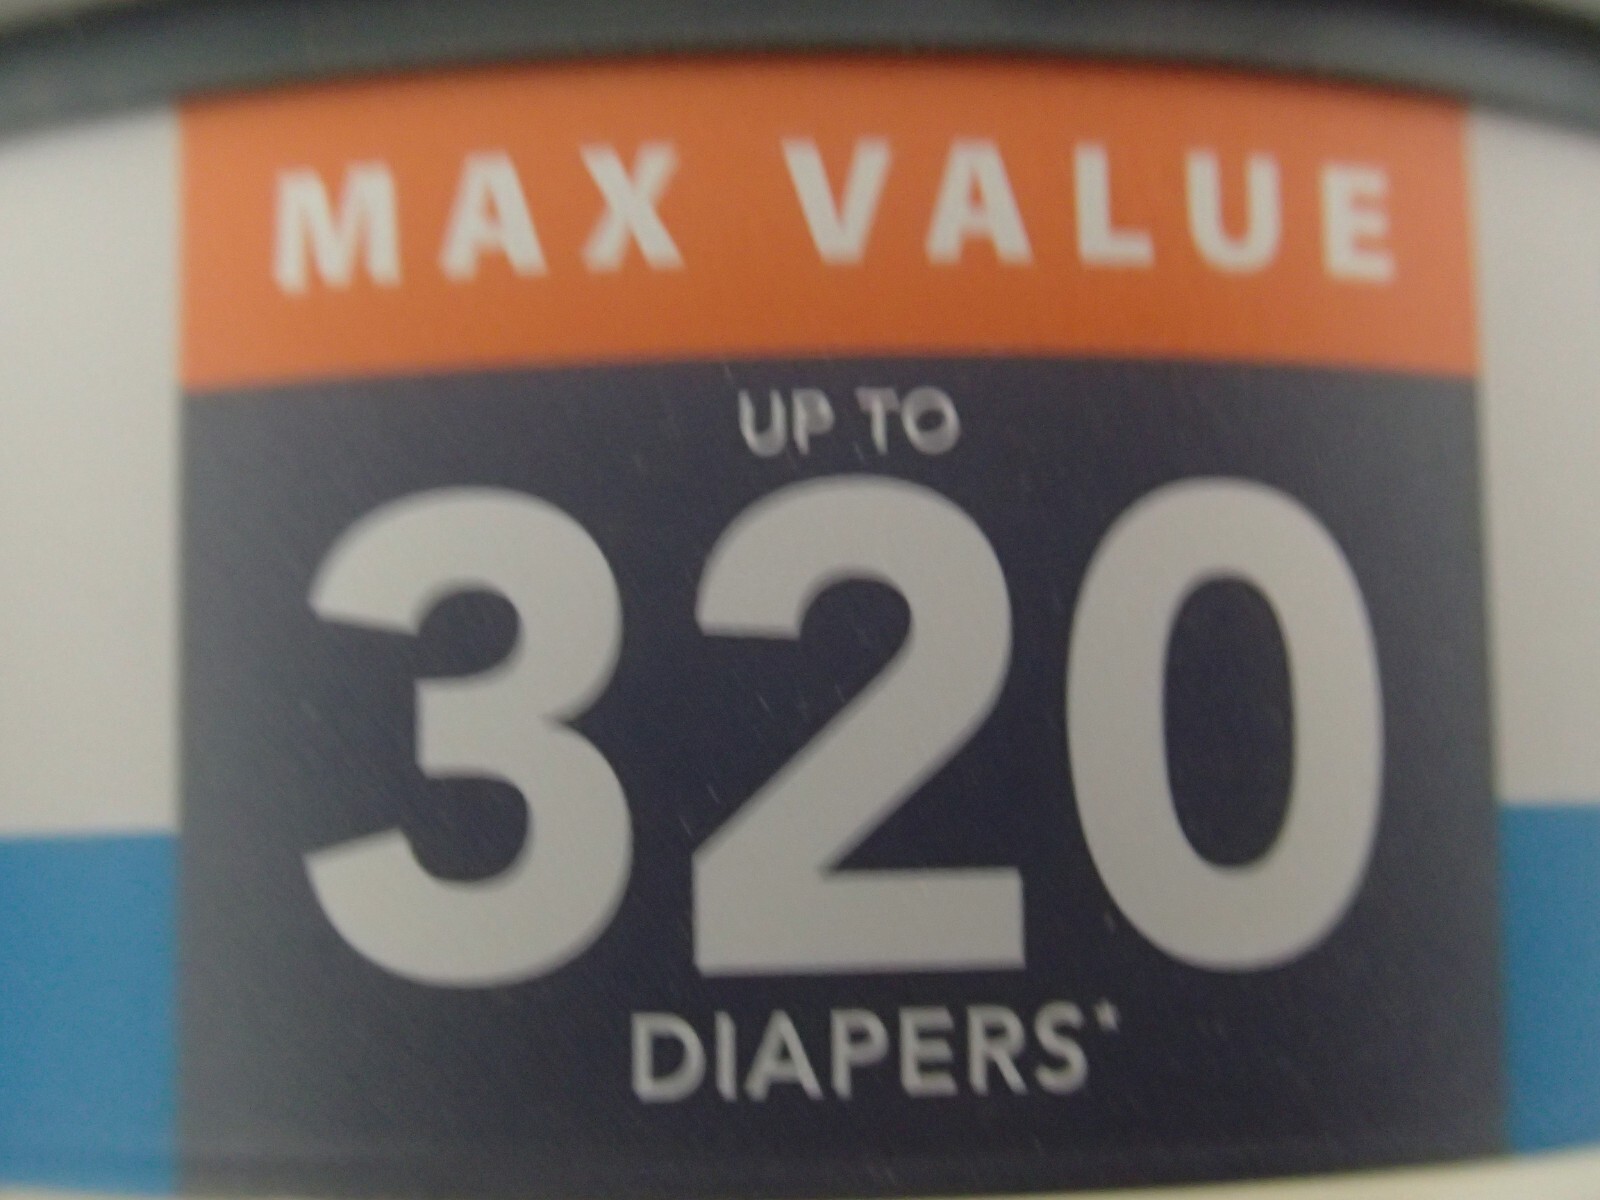 MAX VALUE
UP TO
320
DIAPERS*